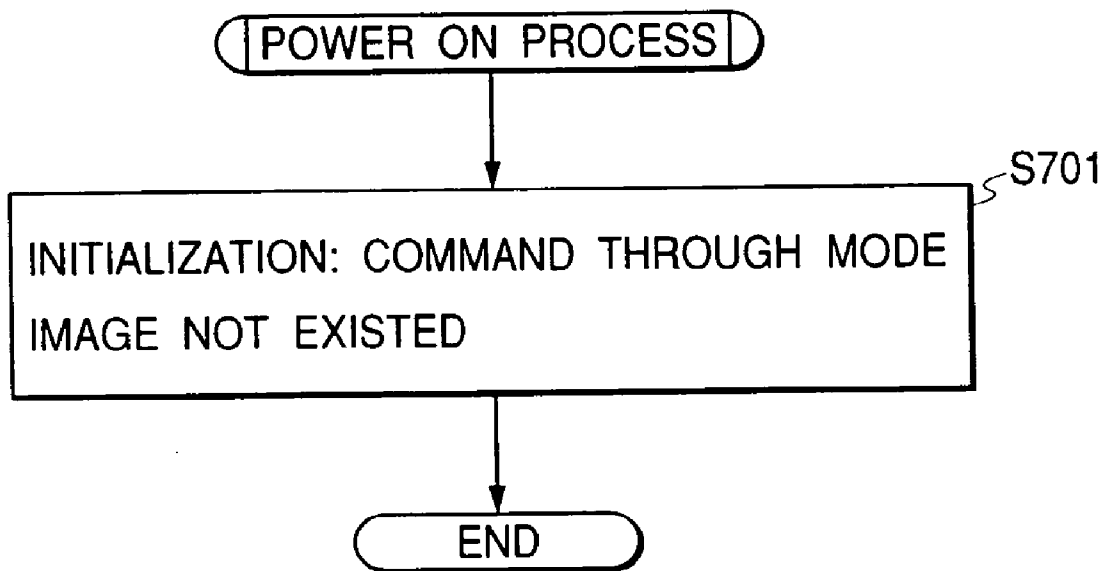 POWER ON PROCESS
S701
INITIALIZATION: COMMAND THROUGH MODE
IMAGE NOT EXISTED
END